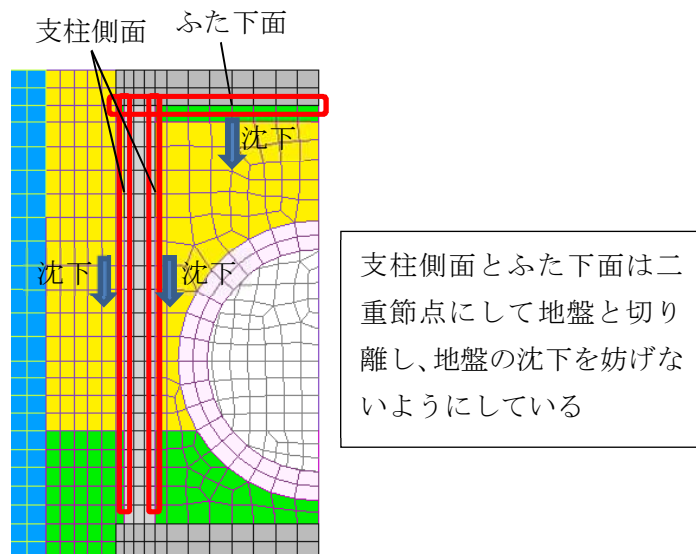 支柱側面
ふた下面
沈下
沈下
沈下
支柱側面とふた下面は二
重節点にして地盤と切り
離し、地盤の沈下を妨げな
いようにしている